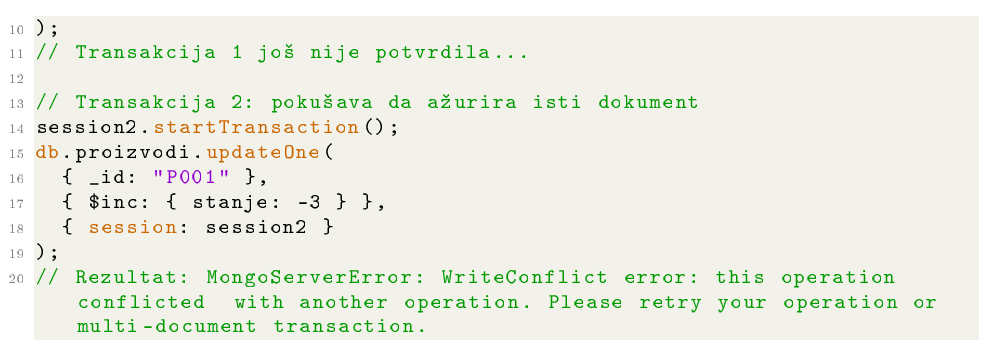 10 );
11 // Transakcija 1 još nije potvrdila...
12
13 // Transakcija 2: pokušava da ažurira isti dokument
14 session2.startTransaction();
15 db.proizvodi.updateOne(
16 { _id: "P001" },
17 { $inc: { stanje: -3 } },
18 { session: session2 }
19 );
20 // Rezultat: MongoServerError: WriteConflict error: this operation
conflicted with another operation. Please retry your operation or
multi-document transaction.